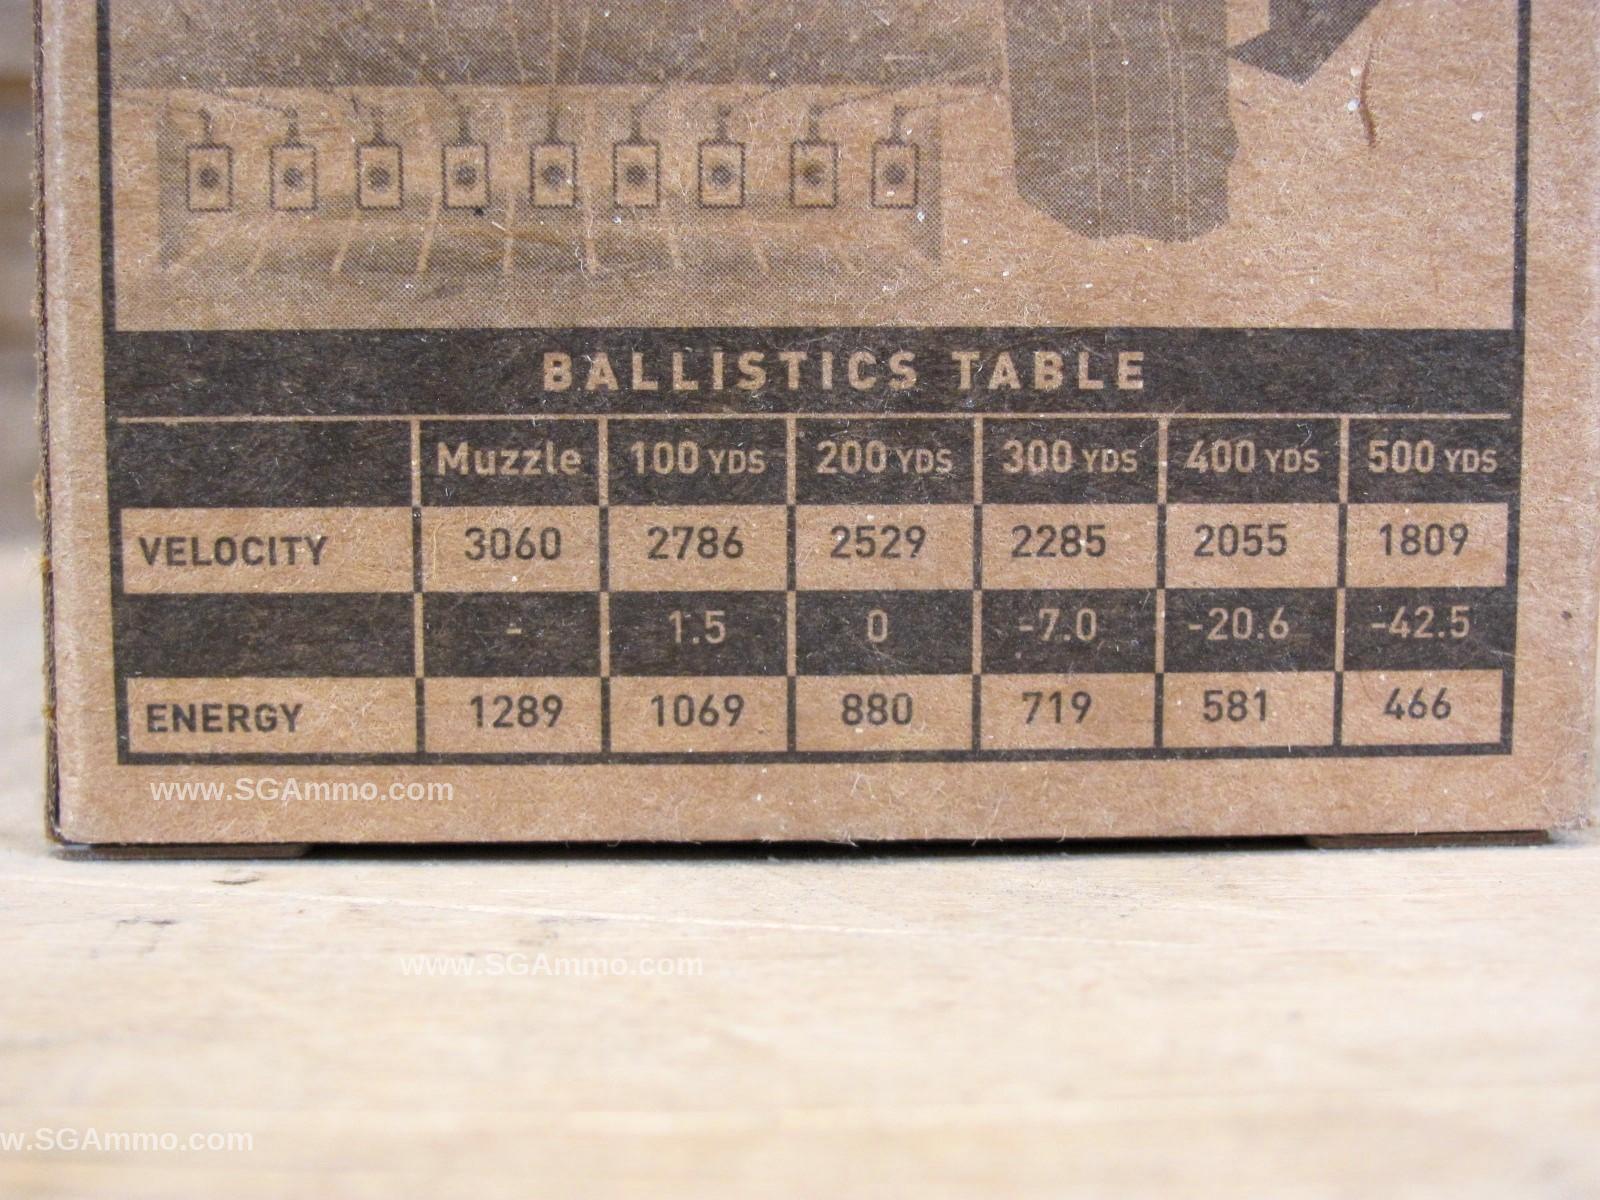 BALLISTICS TABLE
Muzzle 100 YDS 200 YDS 300 YDS 400 YDS 500 YDS
VELOCITY 3060 2786 2529 2285 2055 1809
- 1.5 0 -7.0 -20.6 -42.5
ENERGY 1289 1069 880 719 581 466
www.SGAmmo.com
www.SGAmmo.com
w.SGAmmo.com